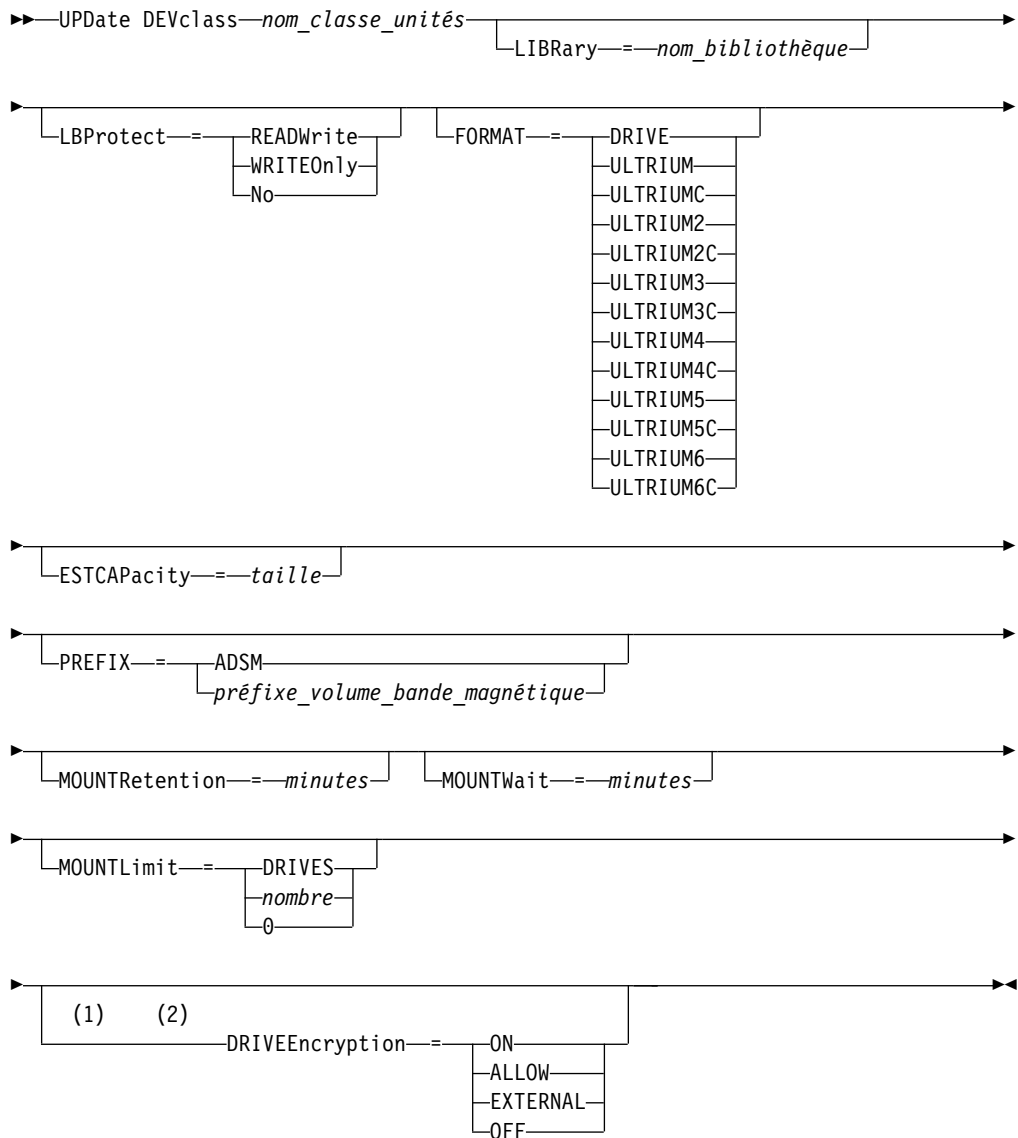 UPDate DEVclass nom_classe_unités
LIBRary = nom_bibliothèque
LBProtect = READWrite
WRITEOnly
No
FORMAT = DRIVE
ULTRIUM
ULTRIUMC
ULTRIUM2
ULTRIUM2C
ULTRIUM3
ULTRIUM3C
ULTRIUM4
ULTRIUM4C
ULTRIUM5
ULTRIUM5C
ULTRIUM6
ULTRIUM6C
ESTCAPacity = taille
PREFIX = ADSM
préfixe_volume_bande_magnétique
MOUNTRetention = minutes
MOUNTWait = minutes
MOUNTLimit = DRIVES
nombre
0
(1) (2)
DRIVEEncryption = ON
ALLOW
EXTERNAL
OFF